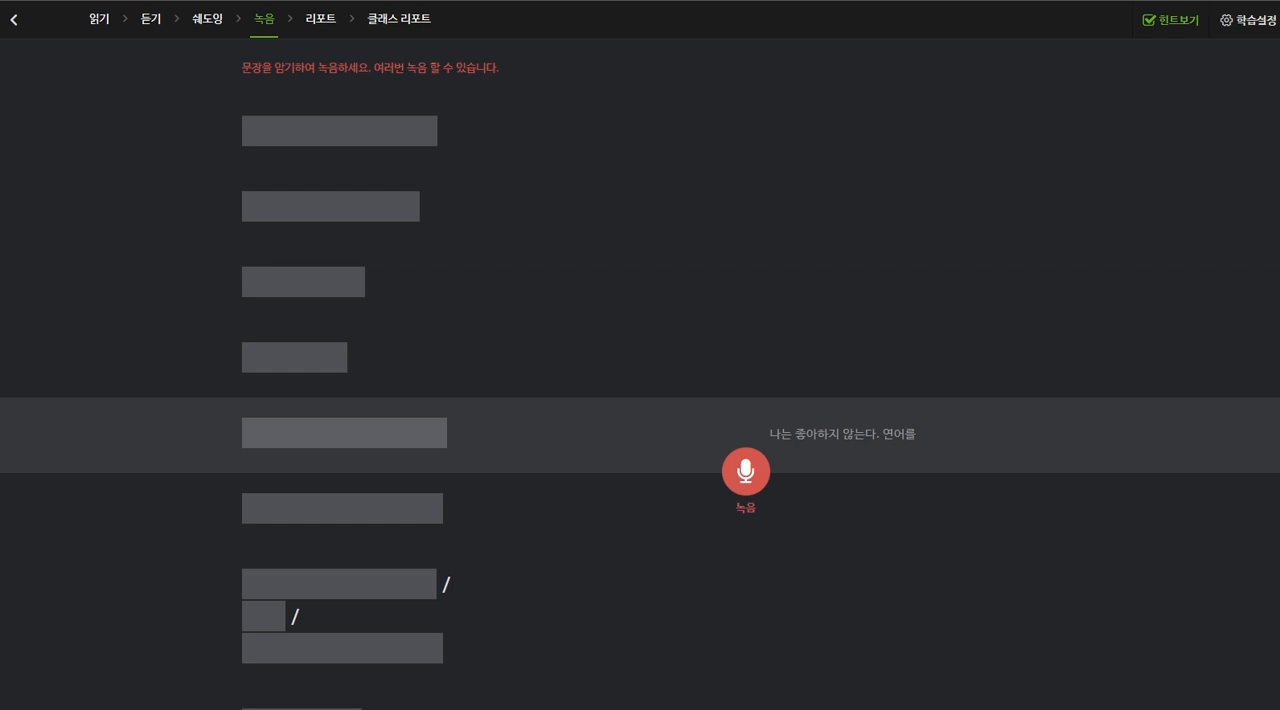 읽기 > 듣기 > 쉐도잉 > 녹음 > 리포트 > 클래스 리포트
힌트보기
학습설정
문장을 암기하여 녹음하세요. 여러번 녹음 할 수 있습니다.
나는 좋아하지 않는다. 연어를
녹음
/
/